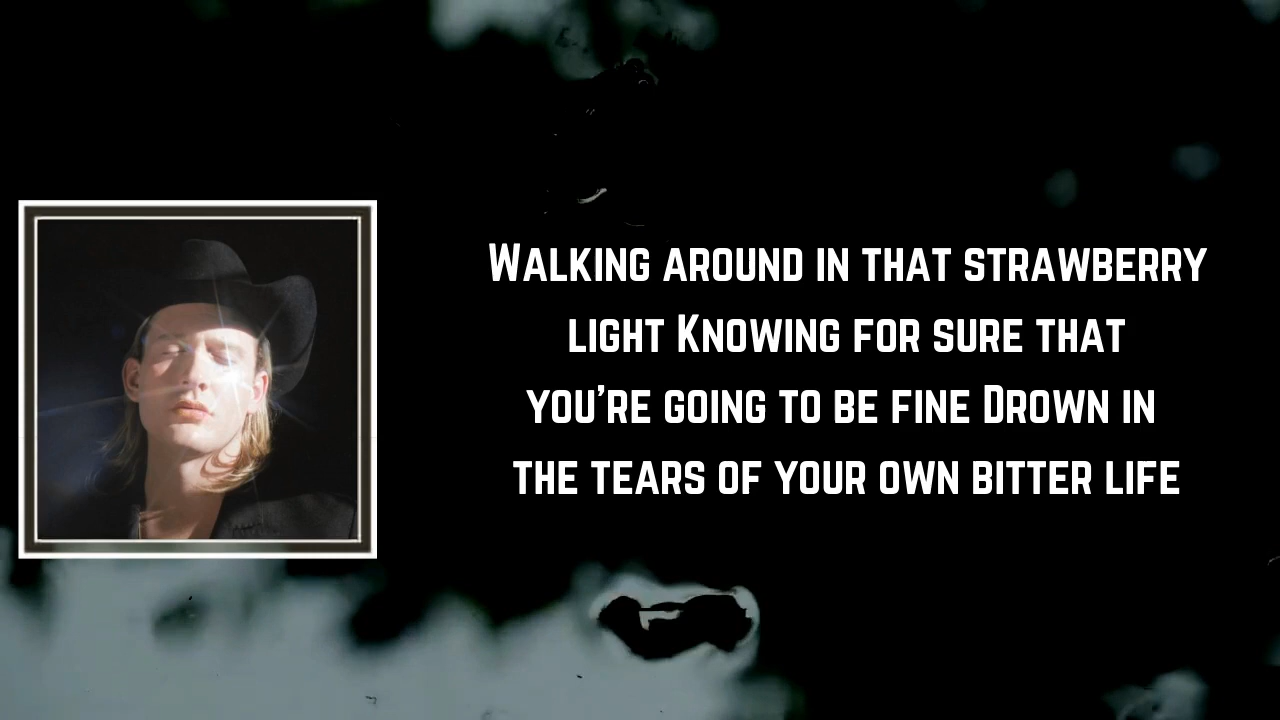 Walking around in that strawberry
light Knowing for sure that
you're going to be fine Drown in
the tears of your own bitter life